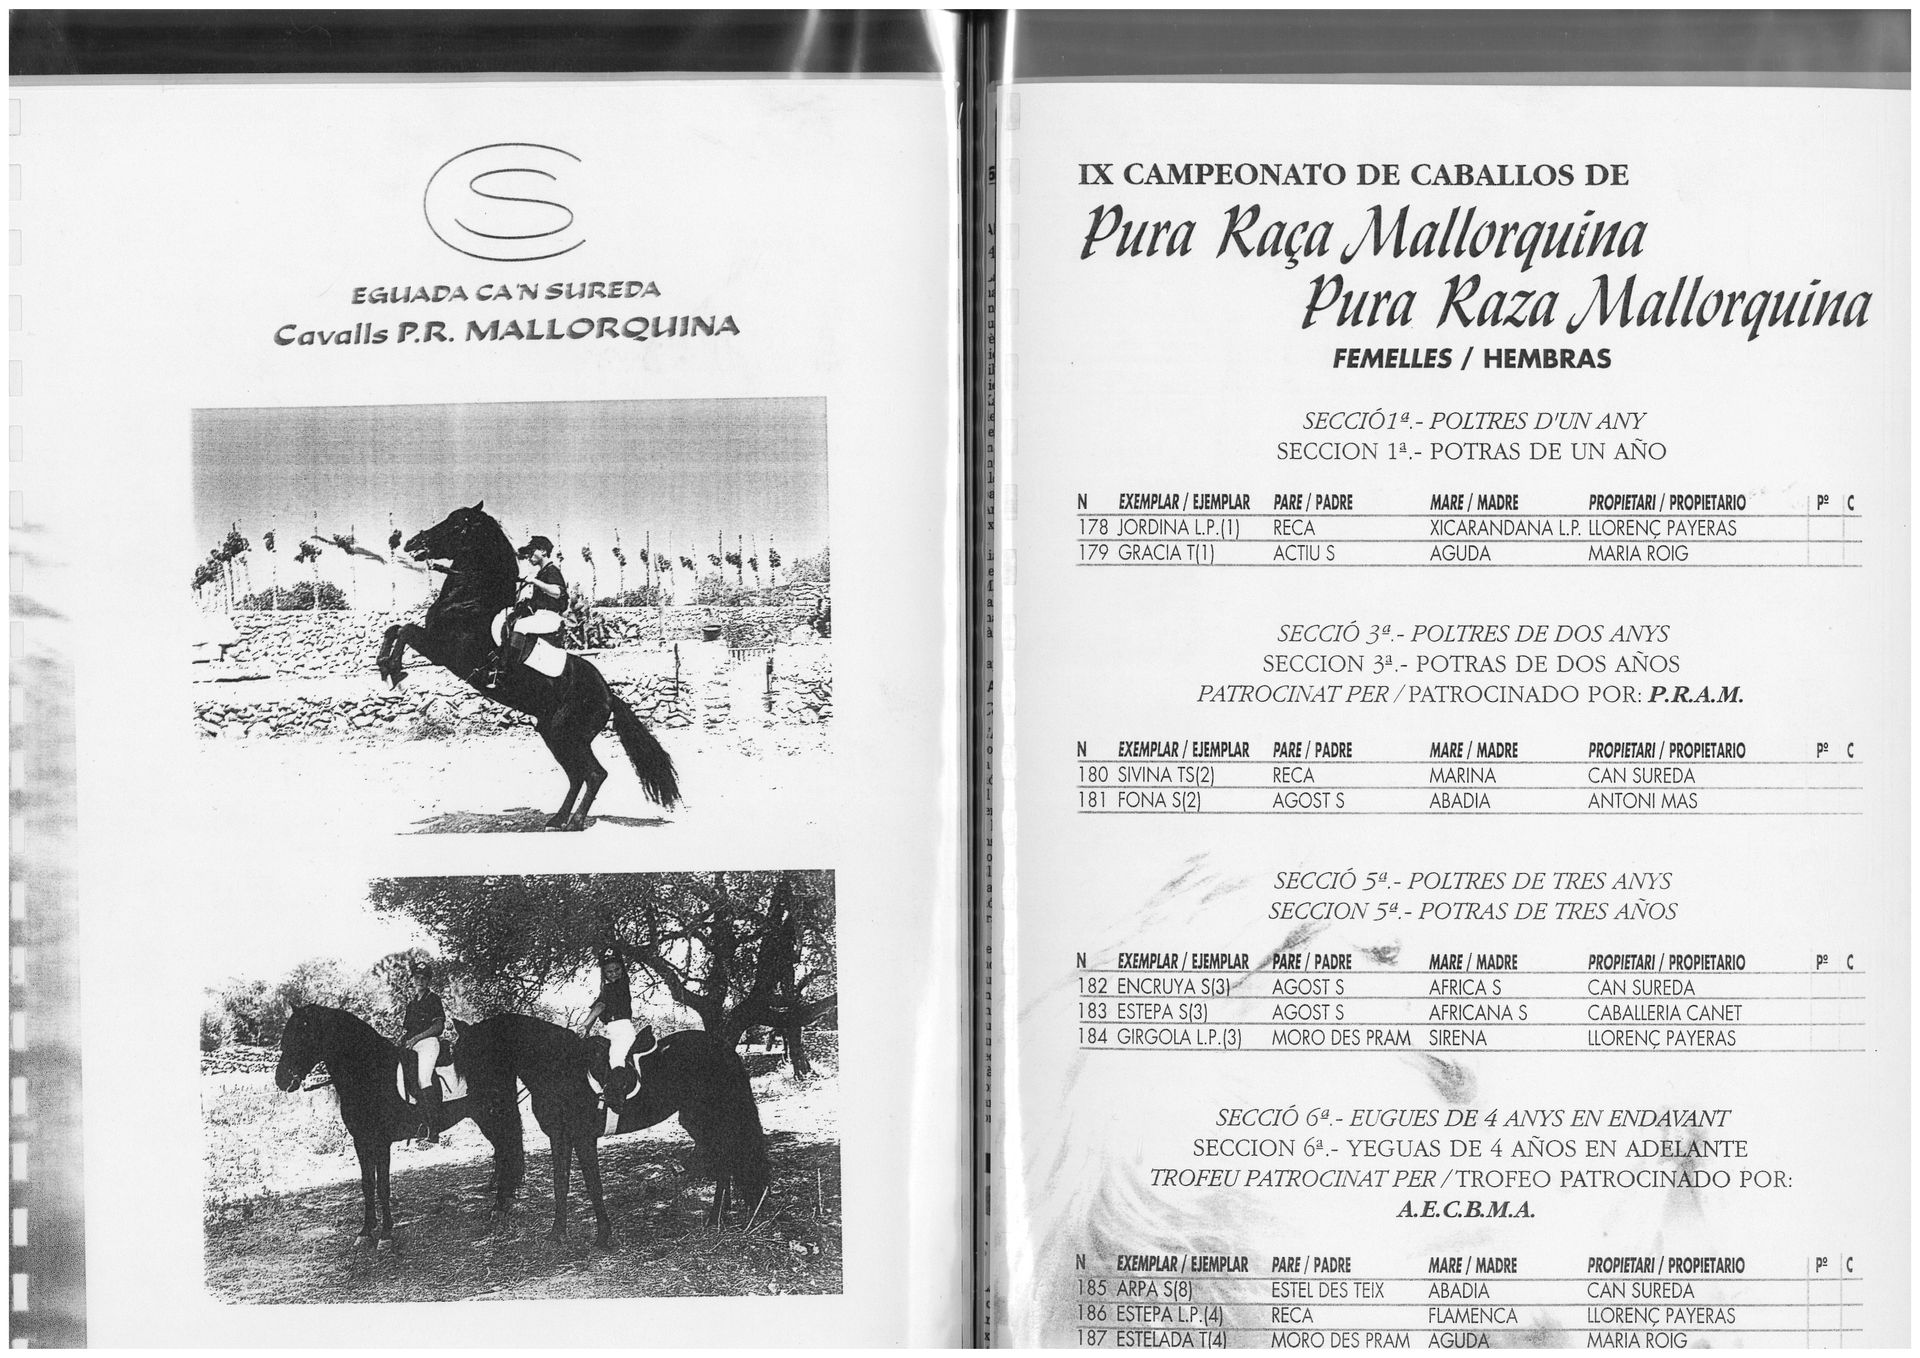 CS
EGUADA CA'N SUREDA
Cavalls P.R. MALLORQUINA
IX CAMPEONATO DE CABALLOS DE
Pura Raça Mallorquina
Pura Raza Mallorquina
FEMELLES / HEMBRAS
SECCIÓ1ª.- POLTRES D'UN ANY
SECCION 1ª.- POTRAS DE UN AÑO
N EXEMPLAR / EJEMPLAR PARE / PADRE MARE / MADRE PROPIETARI / PROPIETARIO Pº C
178 JORDINA L.P.(1) RECA XICARANDANA L.P. LLORENÇ PAYERAS
179 GRACIA T(1) ACTIU S AGUDA MARIA ROIG
SECCIÓ 3ª.- POLTRES DE DOS ANYS
SECCION 3ª.- POTRAS DE DOS AÑOS
PATROCINAT PER / PATROCINADO POR: P.R.A.M.
N EXEMPLAR / EJEMPLAR PARE / PADRE MARE / MADRE PROPIETARI / PROPIETARIO Pº C
180 SIVINA TS(2) RECA MARINA CAN SUREDA
181 FONA S(2) AGOST S ABADIA ANTONI MAS
SECCIÓ 5ª.- POLTRES DE TRES ANYS
SECCION 5ª.- POTRAS DE TRES AÑOS
N EXEMPLAR / EJEMPLAR PARE / PADRE MARE / MADRE PROPIETARI / PROPIETARIO Pº C
182 ENCRUYA S(3) AGOST S AFRICA S CAN SUREDA
183 ESTEPA S(3) AGOST S AFRICANA S CABALLERIA CANET
184 GIRGOLA L.P.(3) MORO DES PRAM SIRENA LLORENÇ PAYERAS
SECCIÓ 6ª.- EUGUES DE 4 ANYS EN ENDAVANT
SECCION 6ª.- YEGUAS DE 4 AÑOS EN ADELANTE
TROFEU PATROCINAT PER / TROFEO PATROCINADO POR:
A.E.C.B.M.A.
N EXEMPLAR / EJEMPLAR PARE / PADRE MARE / MADRE PROPIETARI / PROPIETARIO Pº C
185 ARPA S(8) ESTEL DES TEIX ABADIA CAN SUREDA
186 ESTEPA L.P.(4) RECA FLAMENCA LLORENÇ PAYERAS
187 ESTELADA T(4) MORO DES PRAM AGUDA MARIA ROIG